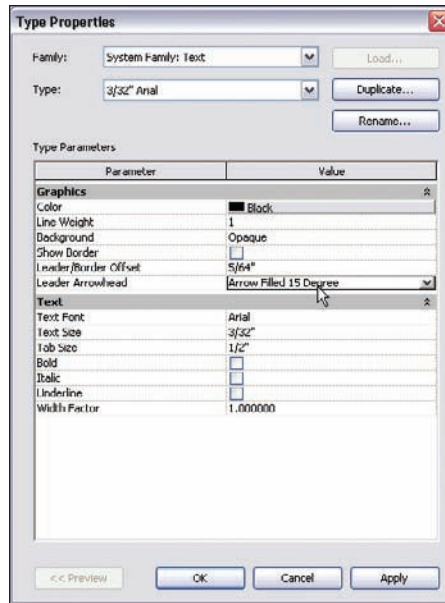 Type Properties
Family: System Family: Text Load...
Type: 3/32" Arial Duplicate...
Rename...
Type Parameters
Parameter Value
Graphics
Color Black
Line Weight 1
Background Opaque
Show Border
Leader/Border Offset 5/64"
Leader Arrowhead Arrow Filled 15 Degree
Text
Text Font Arial
Text Size 3/32"
Tab Size 1/2"
Bold
Italic
Underline
Width Factor 1.000000
<< Preview OK Cancel Apply